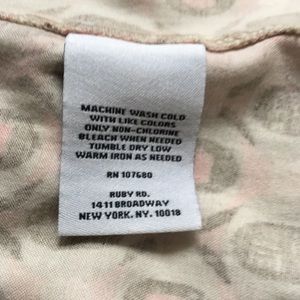 MACHINE WASH COLD
WITH LIKE COLORS
ONLY NON-CHLORINE
BLEACH WHEN NEEDED
TUMBLE DRY LOW
WARM IRON AS NEEDED
RN 107680
RUBY RD.
1411 BROADWAY
NEW YORK. NY. 10018